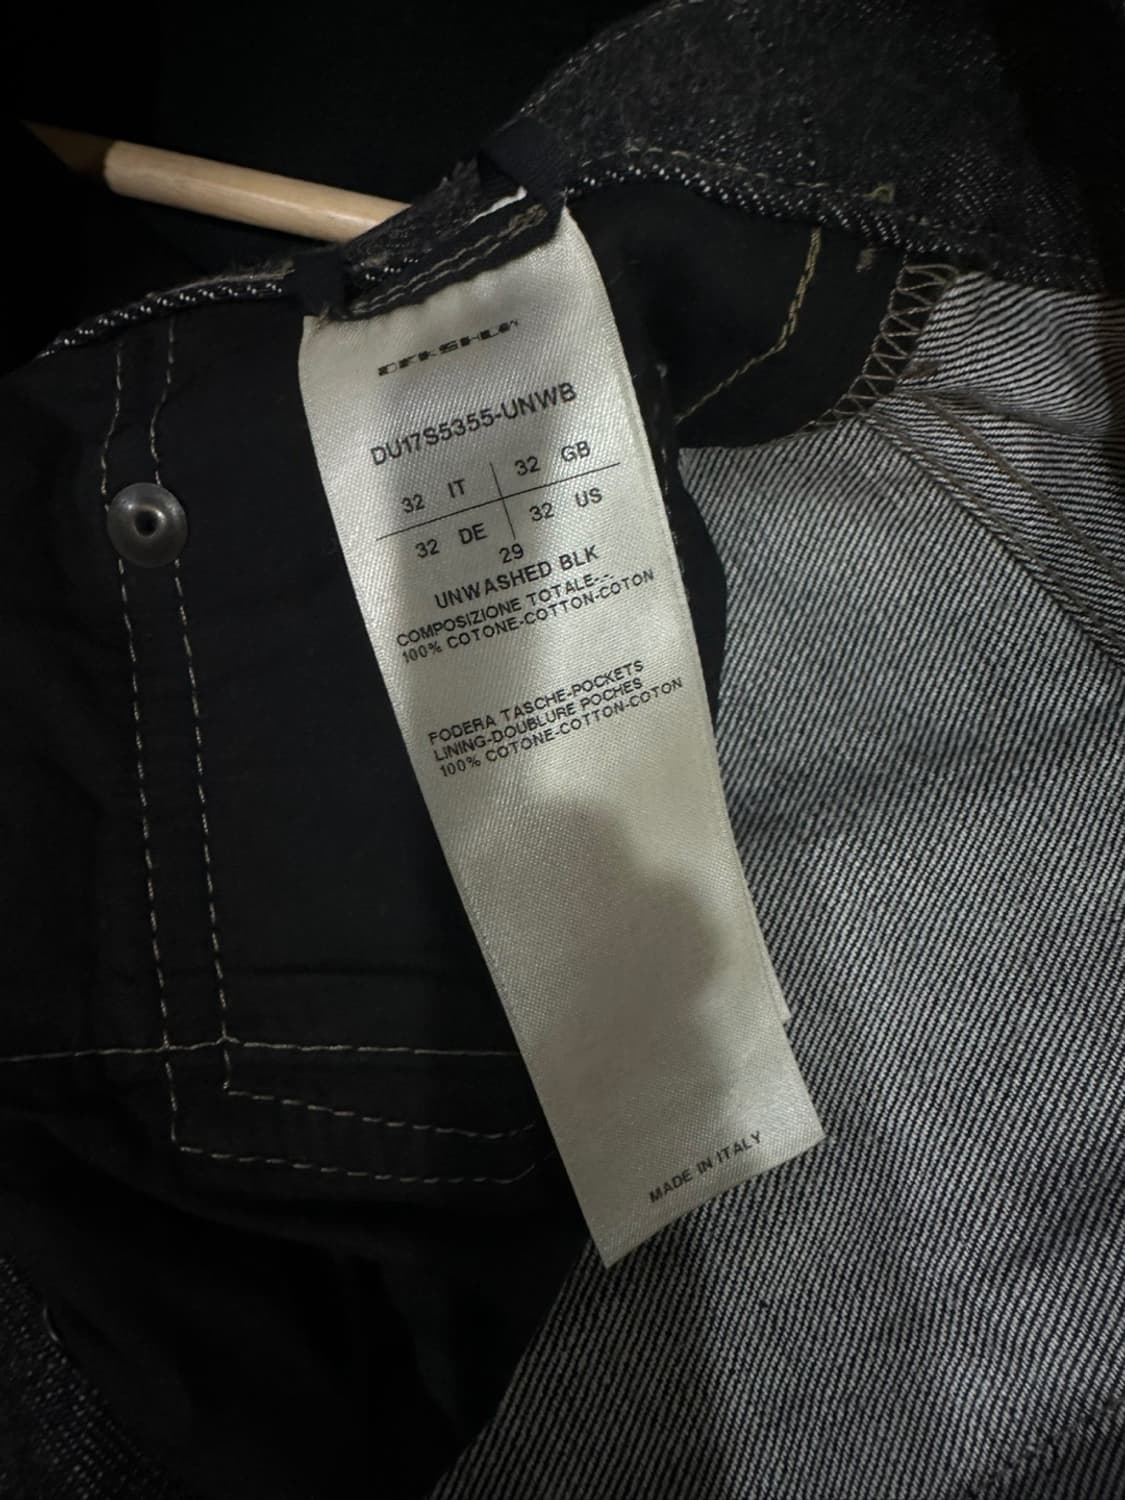 DRKSHDW
DU17S5355-UNWB
32 IT 32 GB
32 DE 32 US
29
UNWASHED BLK
COMPOSIZIONE TOTALE---
100% COTONE-COTTON-COTON
FODERA TASCHE-POCKETS
LINING-DOUBLURE POCHES
100% COTONE-COTTON-COTON
MADE IN ITALY